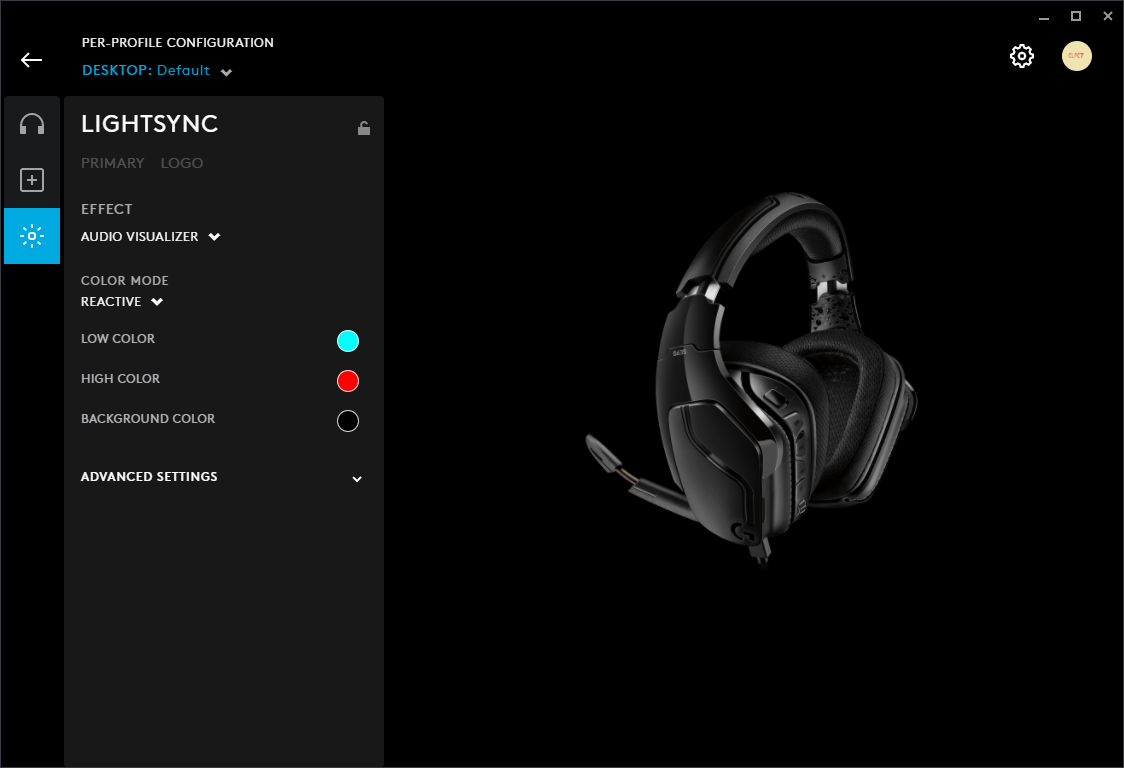 PER-PROFILE CONFIGURATION
DESKTOP: Default
LIGHTSYNC
PRIMARY LOGO
EFFECT
AUDIO VISUALIZER
COLOR MODE
REACTIVE
LOW COLOR
HIGH COLOR
BACKGROUND COLOR
ADVANCED SETTINGS